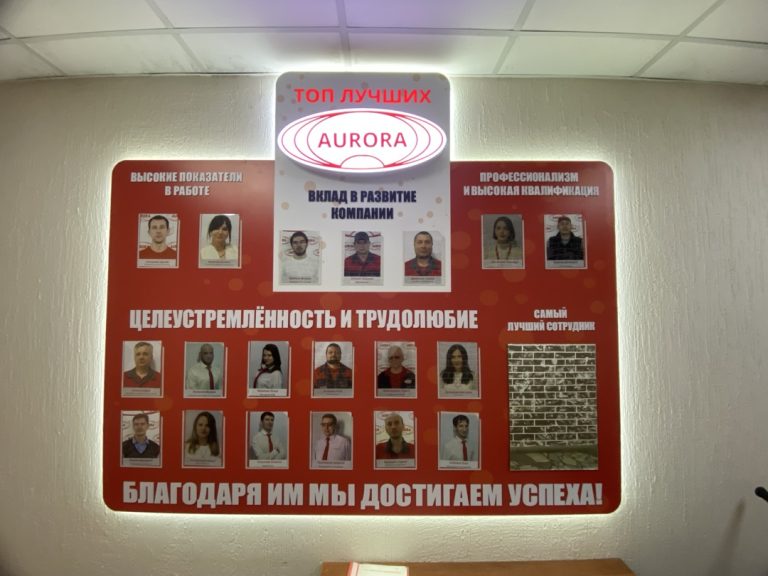 ТОП ЛУЧШИХ
AURORA
ВЫСОКИЕ ПОКАЗАТЕЛИ
В РАБОТЕ
ВКЛАД В РАЗВИТИЕ
КОМПАНИИ
ПРОФЕССИОНАЛИЗМ
И ВЫСОКАЯ КВАЛИФИКАЦИЯ
ЦЕЛЕУСТРЕМЛЁННОСТЬ И ТРУДОЛЮБИЕ
САМЫЙ
ЛУЧШИЙ СОТРУДНИК
БЛАГОДАРЯ ИМ МЫ ДОСТИГАЕМ УСПЕХА!